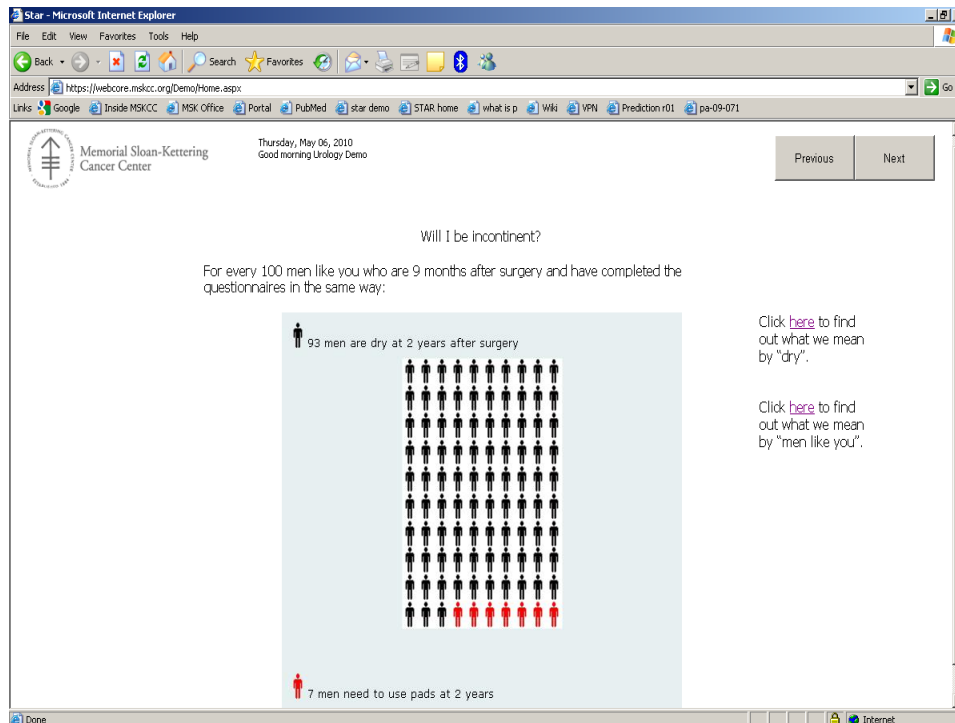 Star - Microsoft Internet Explorer
File Edit View Favorites Tools Help
Back Search Favorites
Address https://webcore.mskcc.org/Demo/Home.aspx Go
Links Google Inside MSKCC MSK Office Portal PubMed star demo STAR home what is p Wiki VPN Prediction r01 pa-09-071
Memorial Sloan-Kettering
Cancer Center
Thursday, May 06, 2010
Good morning Urology Demo
Previous Next
Will I be incontinent?
For every 100 men like you who are 9 months after surgery and have completed the
questionnaires in the same way:
93 men are dry at 2 years after surgery
Click here to find
out what we mean
by "dry".
Click here to find
out what we mean
by "men like you".
7 men need to use pads at 2 years
Done Internet